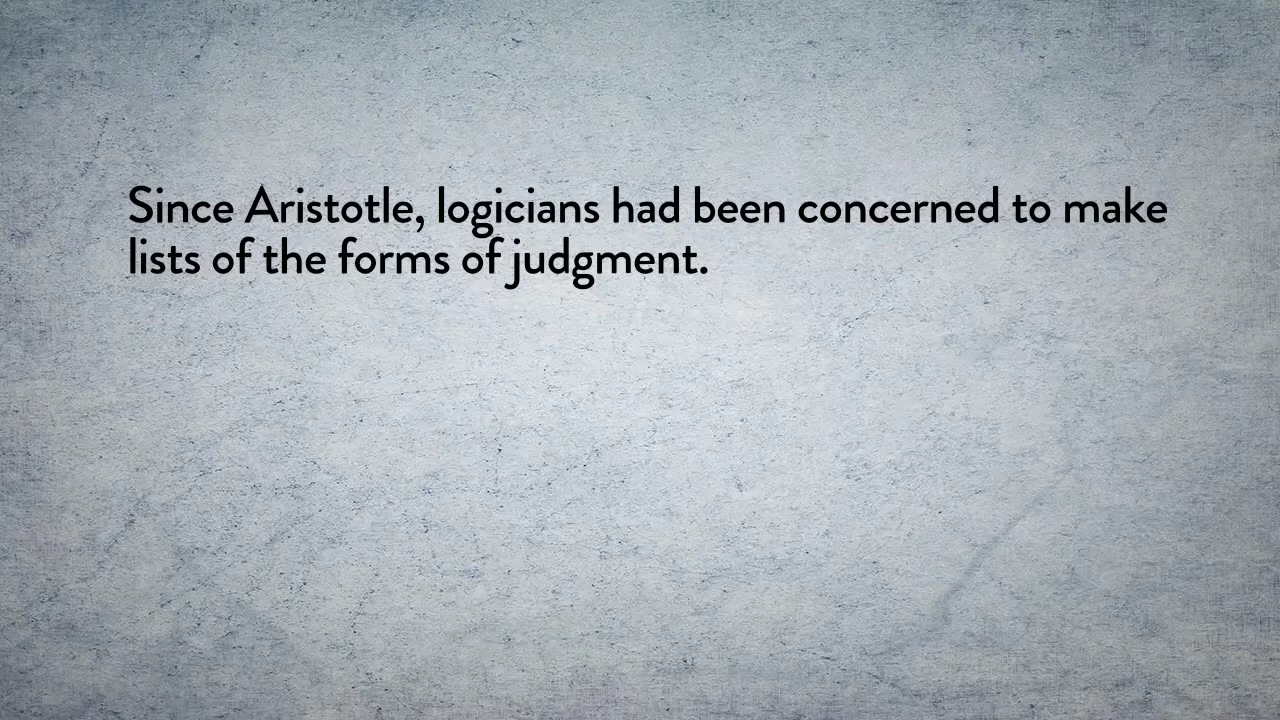 Since Aristotle, logicians had been concerned to make
lists of the forms of judgment.